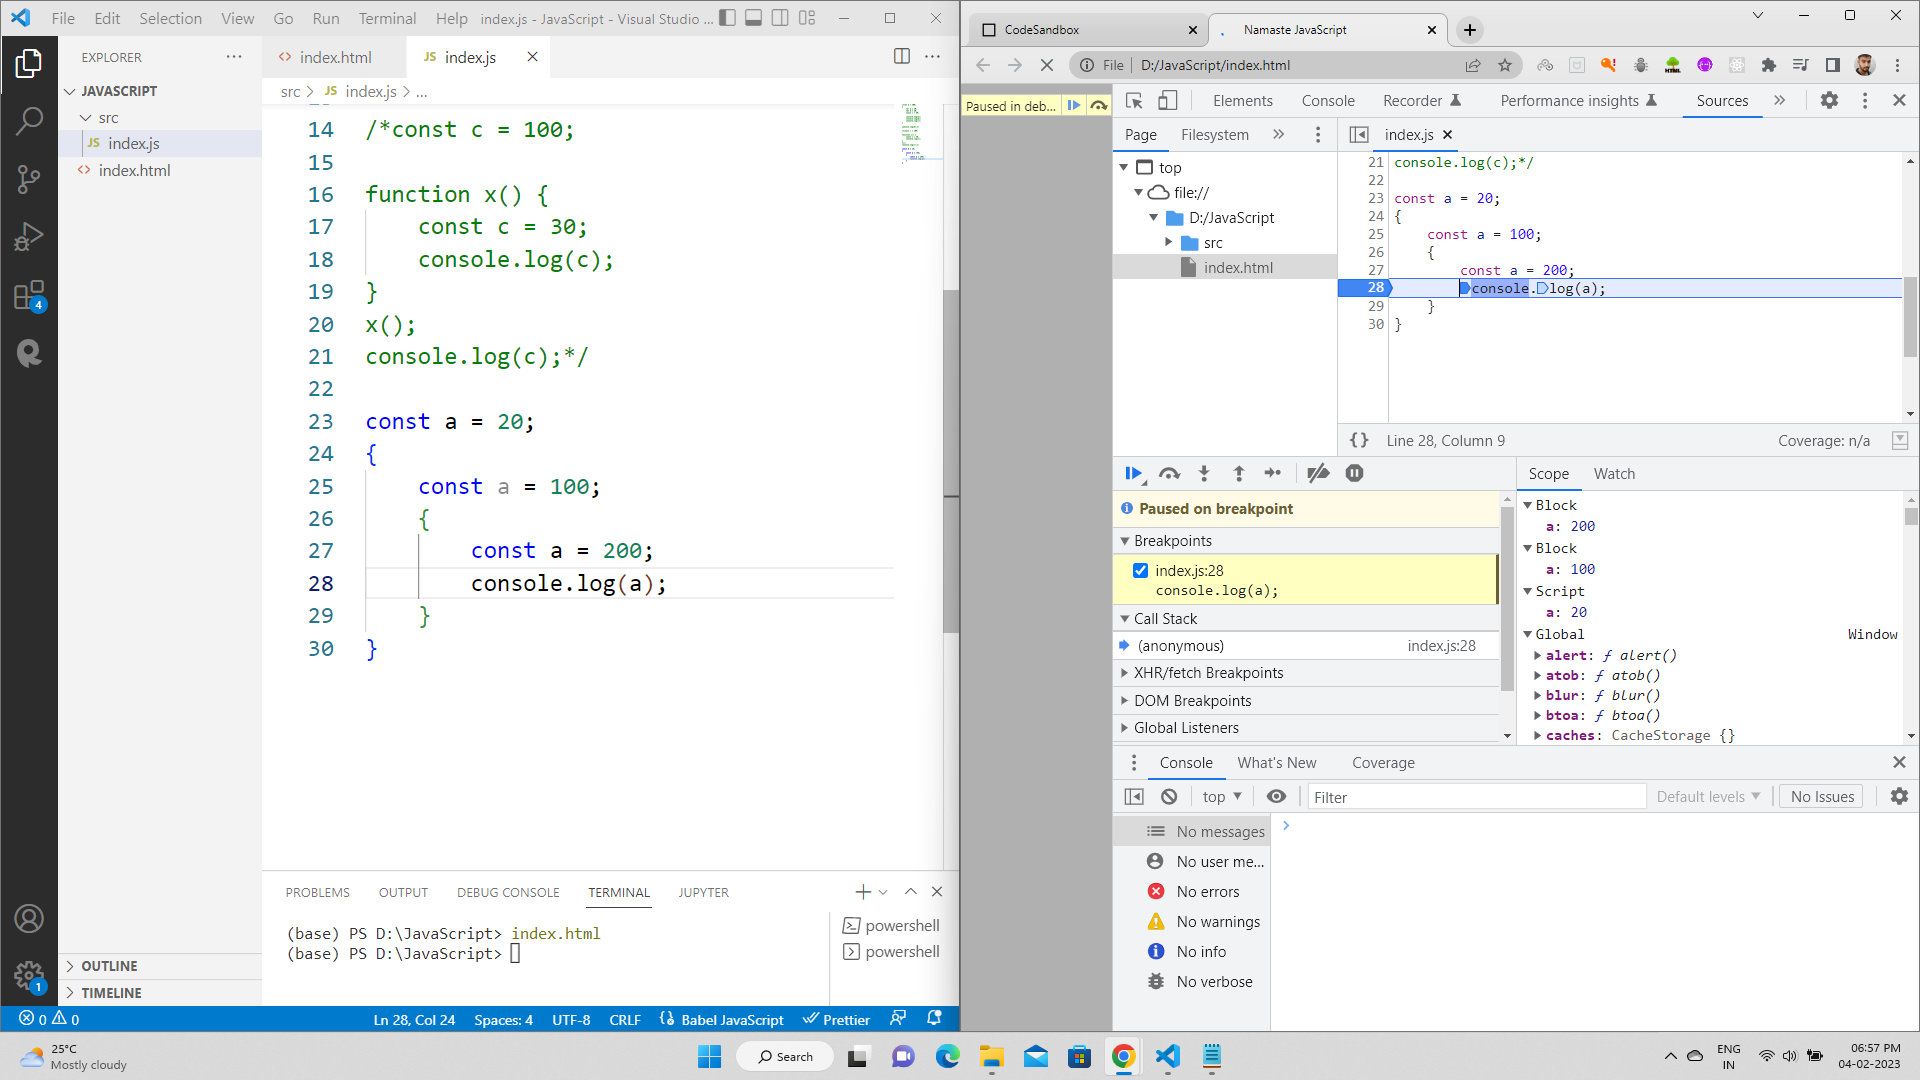 File Edit Selection View Go Run Terminal Help index.js - JavaScript - Visual Studio ...
EXPLORER
JAVASCRIPT
src
JS index.js
index.html
4
OUTLINE
TIMELINE
1
index.html
JS index.js
src > JS index.js > ...
14 /*const c = 100;
15
16 function x() {
17 const c = 30;
18 console.log(c);
19 }
20 x();
21 console.log(c);*/
22
23 const a = 20;
24 {
25 const a = 100;
26 {
27 const a = 200;
28 console.log(a);
29 }
30 }
PROBLEMS OUTPUT DEBUG CONSOLE TERMINAL JUPYTER
(base) PS D:\JavaScript> index.html
(base) PS D:\JavaScript>
powershell
powershell
0 0 Ln 28, Col 24 Spaces: 4 UTF-8 CRLF Babel JavaScript Prettier
CodeSandbox
Namaste JavaScript
File D:/JavaScript/index.html
Paused in deb...
Elements Console Recorder Performance insights Sources
Page Filesystem
top
file://
D:/JavaScript
src
index.html
index.js
21 console.log(c);*/
22
23 const a = 20;
24 {
25 const a = 100;
26 {
27 const a = 200;
28 console.log(a);
29 }
30 }
{} Line 28, Column 9 Coverage: n/a
Paused on breakpoint
Breakpoints
index.js:28
console.log(a);
Call Stack
(anonymous) index.js:28
XHR/fetch Breakpoints
DOM Breakpoints
Global Listeners
Scope Watch
Block
a: 200
Block
a: 100
Script
a: 20
Global Window
alert: ƒ alert()
atob: ƒ atob()
blur: ƒ blur()
btoa: ƒ btoa()
caches: CacheStorage {}
Console What's New Coverage
top Filter Default levels No Issues
No messages
No user me...
No errors
No warnings
No info
No verbose
25°C
Mostly cloudy
Search
ENG
IN
06:57 PM
04-02-2023